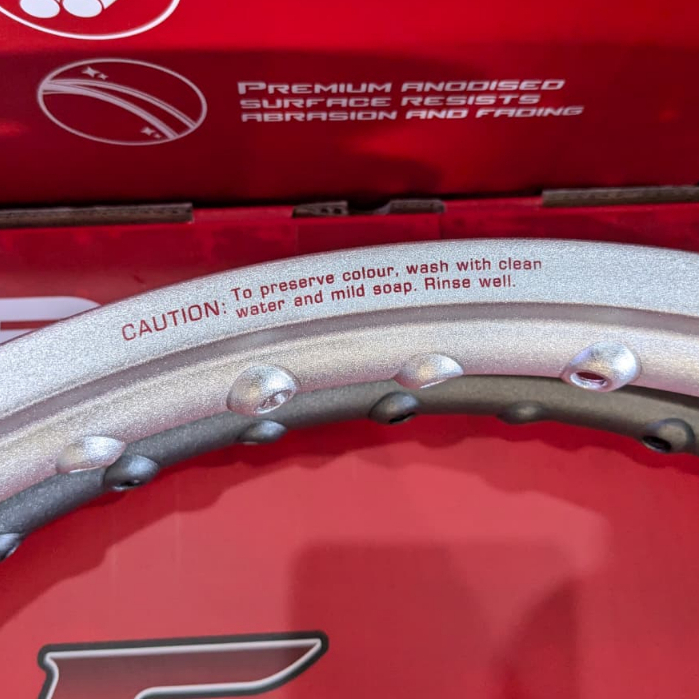 PREMIUM ANODISED
SURFACE RESISTS
ABRASION AND FADING
CAUTION: To preserve colour, wash with clean
water and mild soap. Rinse well.